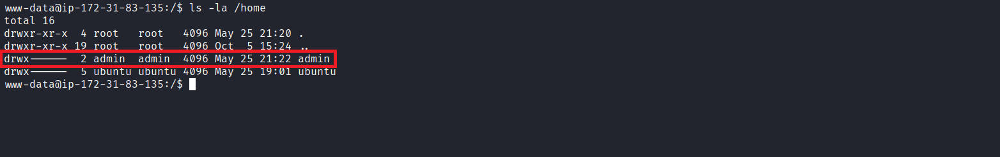 www-data@ip-172-31-83-135:/$ ls -la /home
total 16
drwxr-xr-x  4 root   root   4096 May 25 21:20 .
drwxr-xr-x 19 root   root   4096 Oct  5 15:24 ..
drwx------  2 admin  admin  4096 May 25 21:22 admin
drwx------  5 ubuntu ubuntu 4096 May 25 19:01 ubuntu
www-data@ip-172-31-83-135:/$